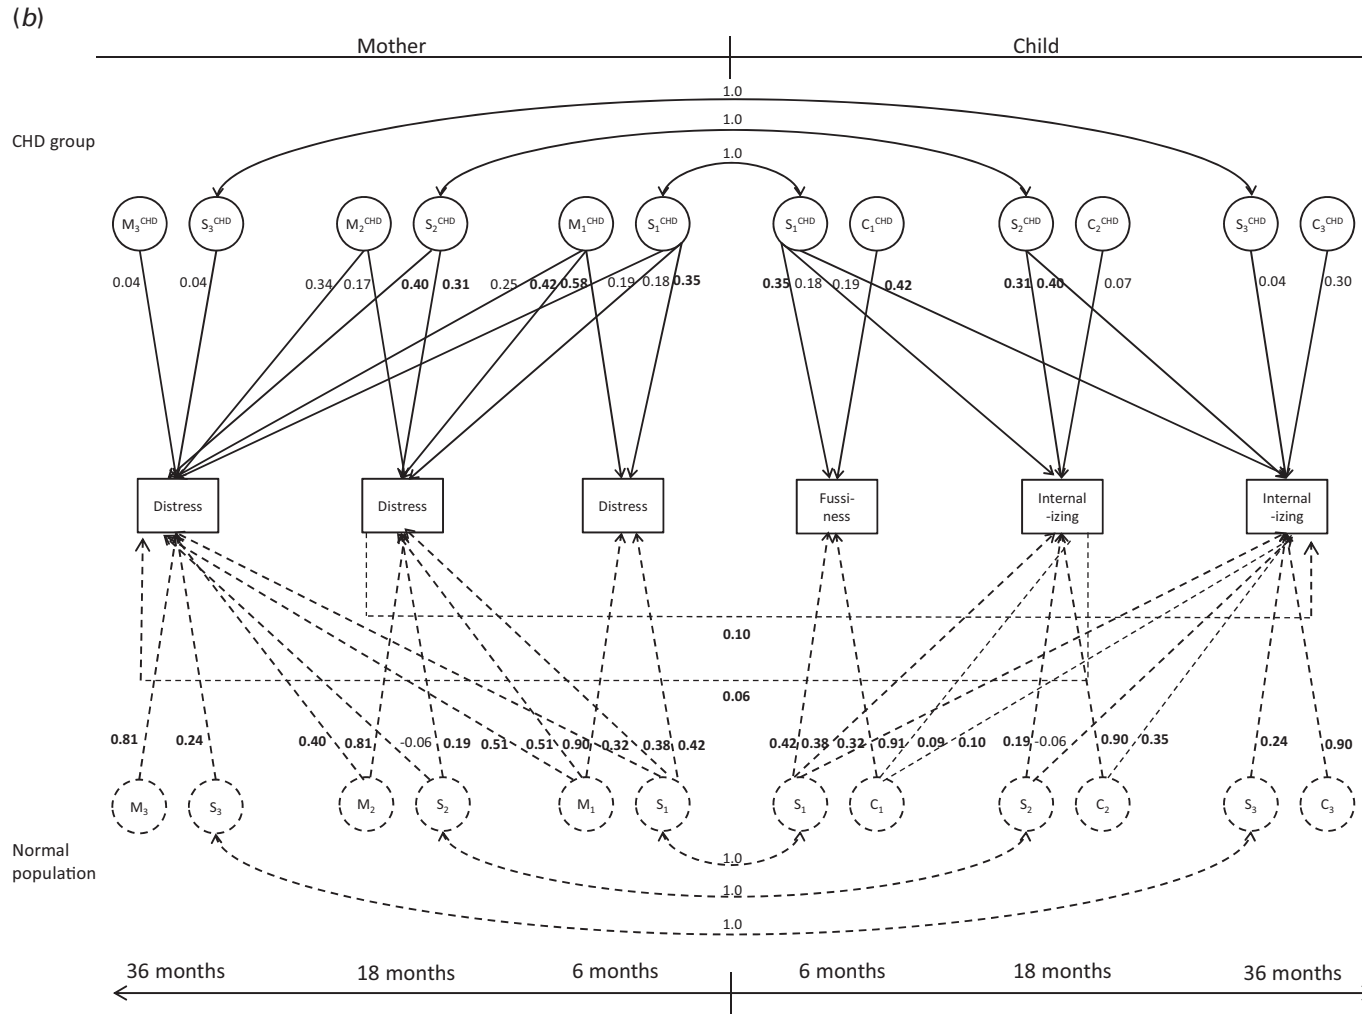 (b)
Mother Child
1.0
CHD group
1.0
1.0
M₃ᶜᴴᴰ S₃ᶜᴴᴰ M₂ᶜᴴᴰ S₂ᶜᴴᴰ M₁ᶜᴴᴰ S₁ᶜᴴᴰ S₁ᶜᴴᴰ C₁ᶜᴴᴰ S₂ᶜᴴᴰ C₂ᶜᴴᴰ S₃ᶜᴴᴰ C₃ᶜᴴᴰ
0.04 0.04 0.34 0.17 0.40 0.31 0.25 0.42 0.58 0.19 0.18 0.35 0.35 0.18 0.19 0.42 0.31 0.40 0.07 0.04 0.30
Distress Distress Distress Fussi- Internal Internal
ness -izing -izing
0.10
0.06
0.81 0.24 0.40 0.81 -0.06 0.19 0.51 0.51 0.90 0.32 0.38 0.42 0.42 0.38 0.32 0.91 0.09 0.10 0.19 -0.06 0.90 0.35 0.24 0.90
M₃ S₃ M₂ S₂ M₁ S₁ S₁ C₁ S₂ C₂ S₃ C₃
Normal
population
1.0
1.0
1.0
36 months 18 months 6 months 6 months 18 months 36 months